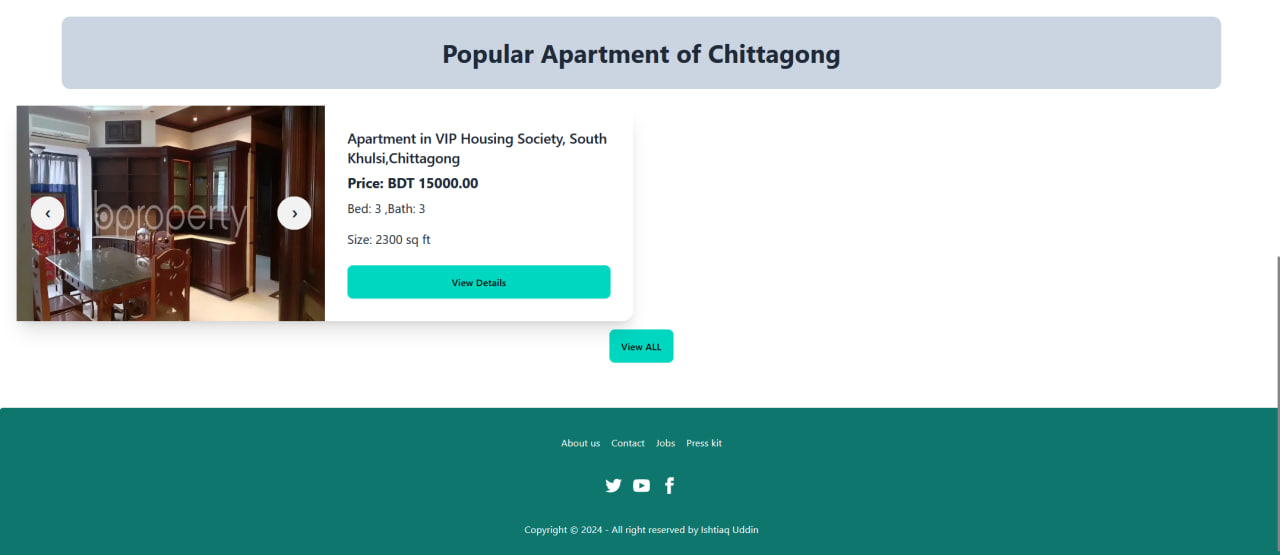 Popular Apartment of Chittagong
bproperty
Apartment in VIP Housing Society, South
Khulsi,Chittagong
Price: BDT 15000.00
Bed: 3 ,Bath: 3
Size: 2300 sq ft
View Details
View ALL
About us Contact Jobs Press kit
Copyright © 2024 - All right reserved by Ishtiaq Uddin